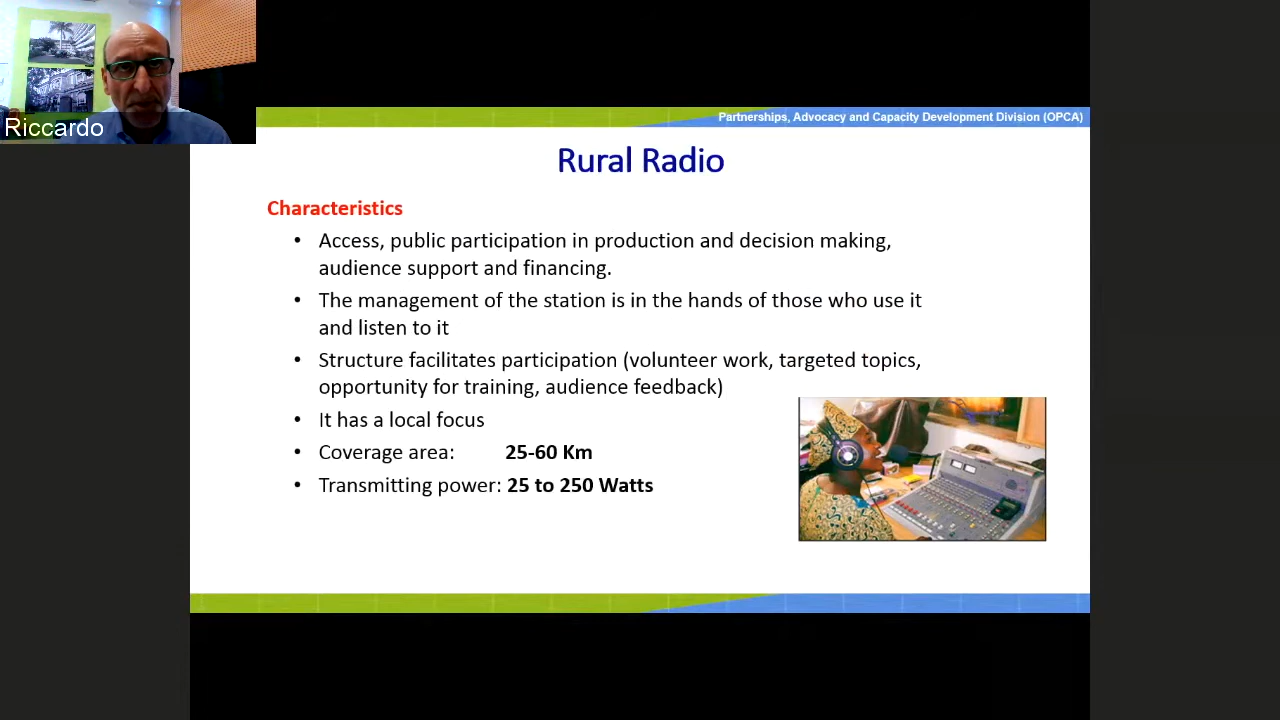 Riccardo
Partnerships, Advocacy and Capacity Development Division (OPCA)
Rural Radio
Characteristics
• Access, public participation in production and decision making,
audience support and financing.
• The management of the station is in the hands of those who use it
and listen to it
• Structure facilitates participation (volunteer work, targeted topics,
opportunity for training, audience feedback)
• It has a local focus
• Coverage area: 25-60 Km
• Transmitting power: 25 to 250 Watts